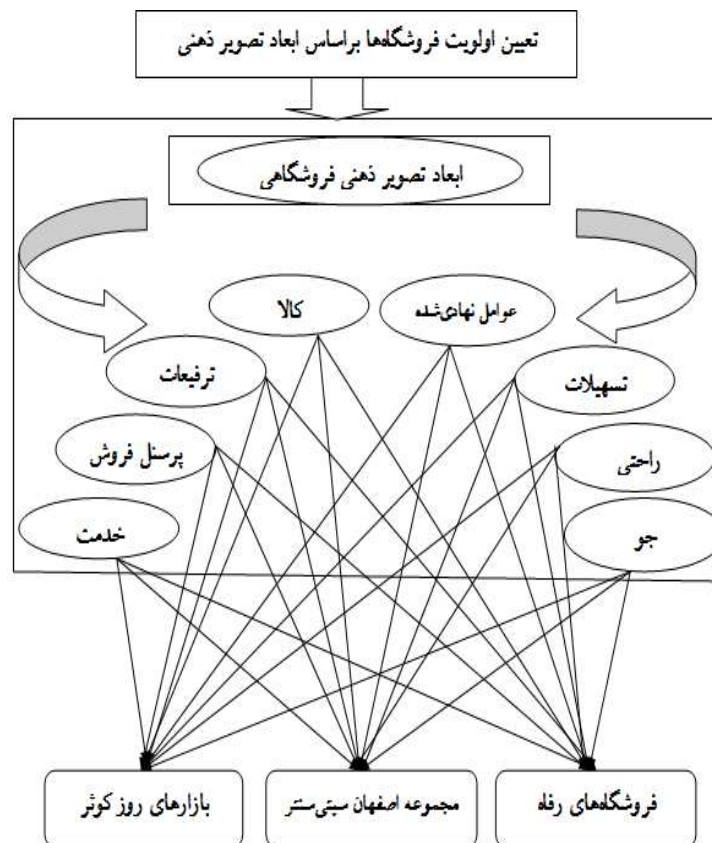 تعیین اولویت فروشگاه‌ها براساس ابعاد تصویر ذهنی
ابعاد تصویر ذهنی فروشگاهی
عوامل نهادی‌شده
کالا
تسهیلات
ترفیعات
راحتی
پرسنل فروش
جو
خدمت
فروشگاه‌های رفاه
مجموعه اصفهان سیتی‌سنتر
بازارهای روز کوثر